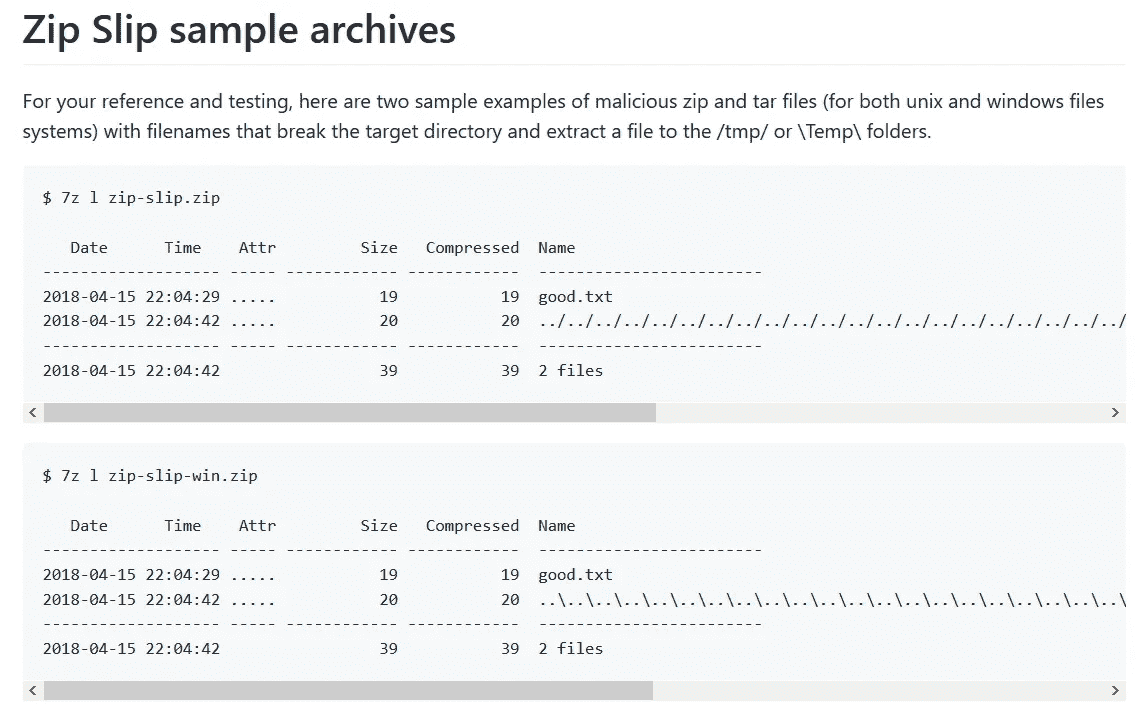 Zip Slip sample archives
For your reference and testing, here are two sample examples of malicious zip and tar files (for both unix and windows files
systems) with filenames that break the target directory and extract a file to the /tmp/ or \Temp\ folders.
$ 7z l zip-slip.zip
   Date      Time    Attr         Size   Compressed  Name
------------------- ----- ------------ ------------  ------------------------
2018-04-15 22:04:29 .....           19           19  good.txt
2018-04-15 22:04:42 .....           20           20  ../../../../../../../../../../../../../../../../../../../../../
------------------- ----- ------------ ------------  ------------------------
2018-04-15 22:04:42                 39           39  2 files
$ 7z l zip-slip-win.zip
   Date      Time    Attr         Size   Compressed  Name
------------------- ----- ------------ ------------  ------------------------
2018-04-15 22:04:29 .....           19           19  good.txt
2018-04-15 22:04:42 .....           20           20  ..\..\..\..\..\..\..\..\..\..\..\..\..\..\..\..\..\..\..\..\..\
------------------- ----- ------------ ------------  ------------------------
2018-04-15 22:04:42                 39           39  2 files